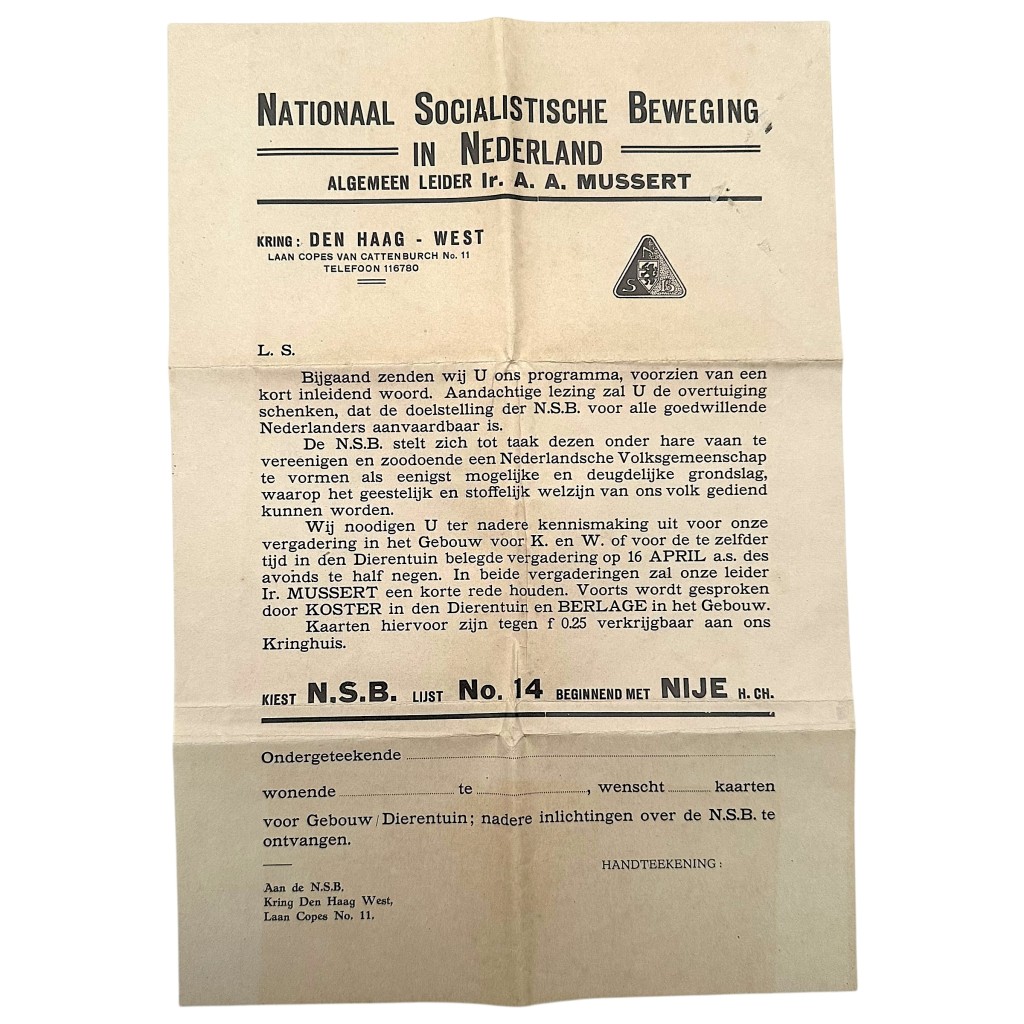 NATIONAAL SOCIALISTISCHE BEWEGING
IN NEDERLAND
ALGEMEEN LEIDER Ir. A. A. MUSSERT
KRING: DEN HAAG - WEST
LAAN COPES VAN CATTENBURCH No. 11
TELEFOON 116780
N
S B
L. S.
Bijgaand zenden wij U ons programma, voorzien van een
kort inleidend woord. Aandachtige lezing zal U de overtuiging
schenken, dat de doelstelling der N.S.B. voor alle goedwillende
Nederlanders aanvaardbaar is.
De N.S.B. stelt zich tot taak dezen onder hare vaan te
vereenigen en zoodoende een Nederlandsche Volksgemeenschap
te vormen als eenigst mogelijke en deugdelijke grondslag,
waarop het geestelijk en stoffelijk welzijn van ons volk gediend
kunnen worden.
Wij noodigen U ter nadere kennismaking uit voor onze
vergadering in het Gebouw voor K. en W. of voor de te zelfder
tijd in den Dierentuin belegde vergadering op 16 APRIL a.s. des
avonds te half negen. In beide vergaderingen zal onze leider
Ir. MUSSERT een korte rede houden. Voorts wordt gesproken
door KOSTER in den Dierentuin en BERLAGE in het Gebouw.
Kaarten hiervoor zijn tegen f 0.25 verkrijgbaar aan ons
Kringhuis.
KIEST N.S.B. LIJST No. 14 BEGINNEND MET NIJE H. CH.
Ondergeteekende
wonende te , wenscht kaarten
voor Gebouw/Dierentuin; nadere inlichtingen over de N.S.B. te
ontvangen.
HANDTEEKENING:
Aan de N.S.B.
Kring Den Haag West,
Laan Copes No. 11.